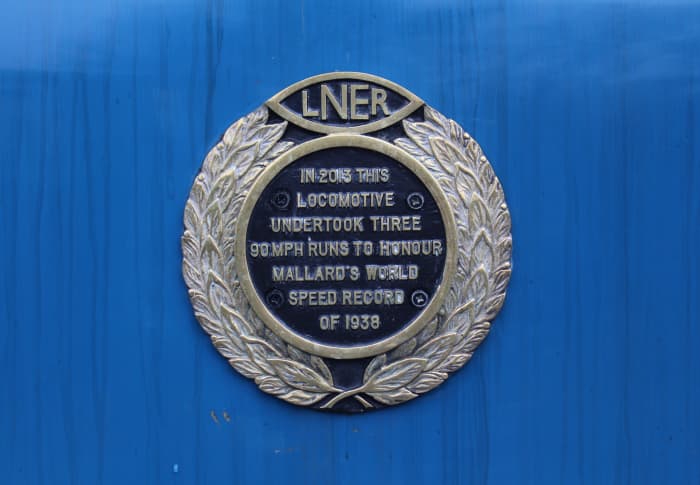 LNER
IN 2013 THIS
LOCOMOTIVE
UNDERTOOK THREE
90MPH RUNS TO HONOUR
MALLARD'S WORLD
SPEED RECORD
OF 1938